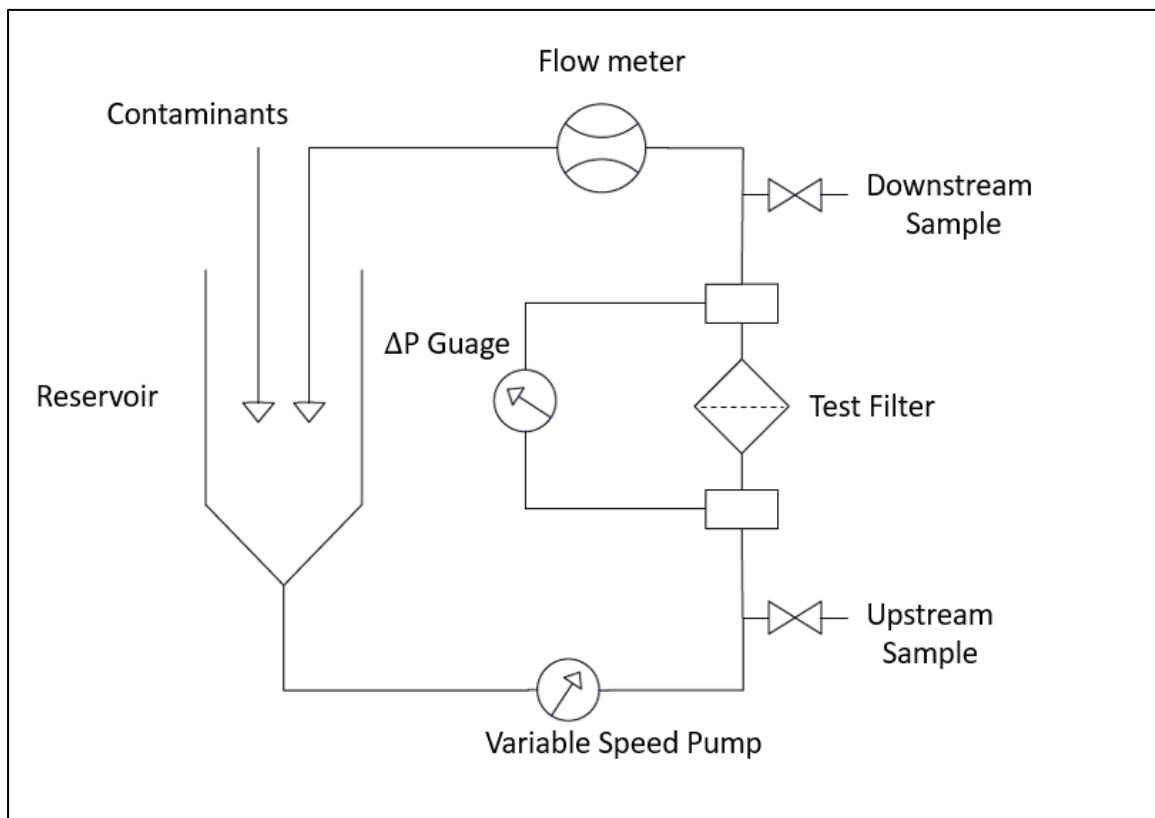 Flow meter
Contaminants
Downstream
Sample
ΔP Guage
Reservoir
Test Filter
Upstream
Sample
Variable Speed Pump